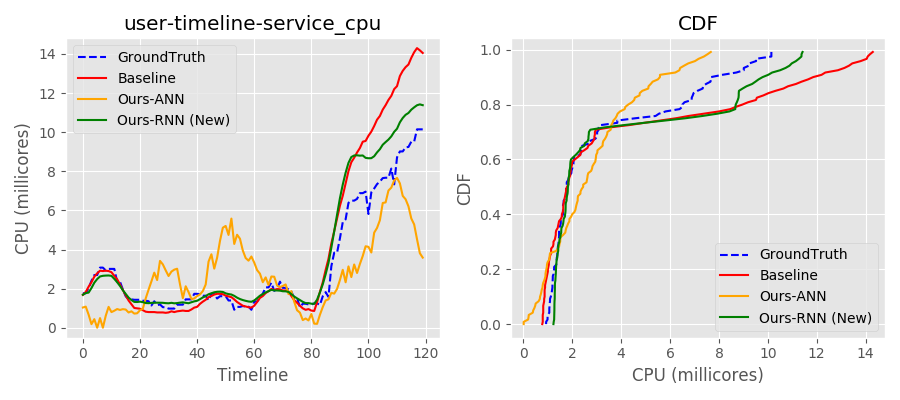 user-timeline-service_cpu
GroundTruth
Baseline
Ours-ANN
Ours-RNN (New)
CPU (millicores)
14
12
10
8
6
4
2
0
0
20
40
60
80
100
120
Timeline
CDF
CDF
1.0
0.8
0.6
0.4
0.2
0.0
GroundTruth
Baseline
Ours-ANN
Ours-RNN (New)
0
2
4
6
8
10
12
14
CPU (millicores)